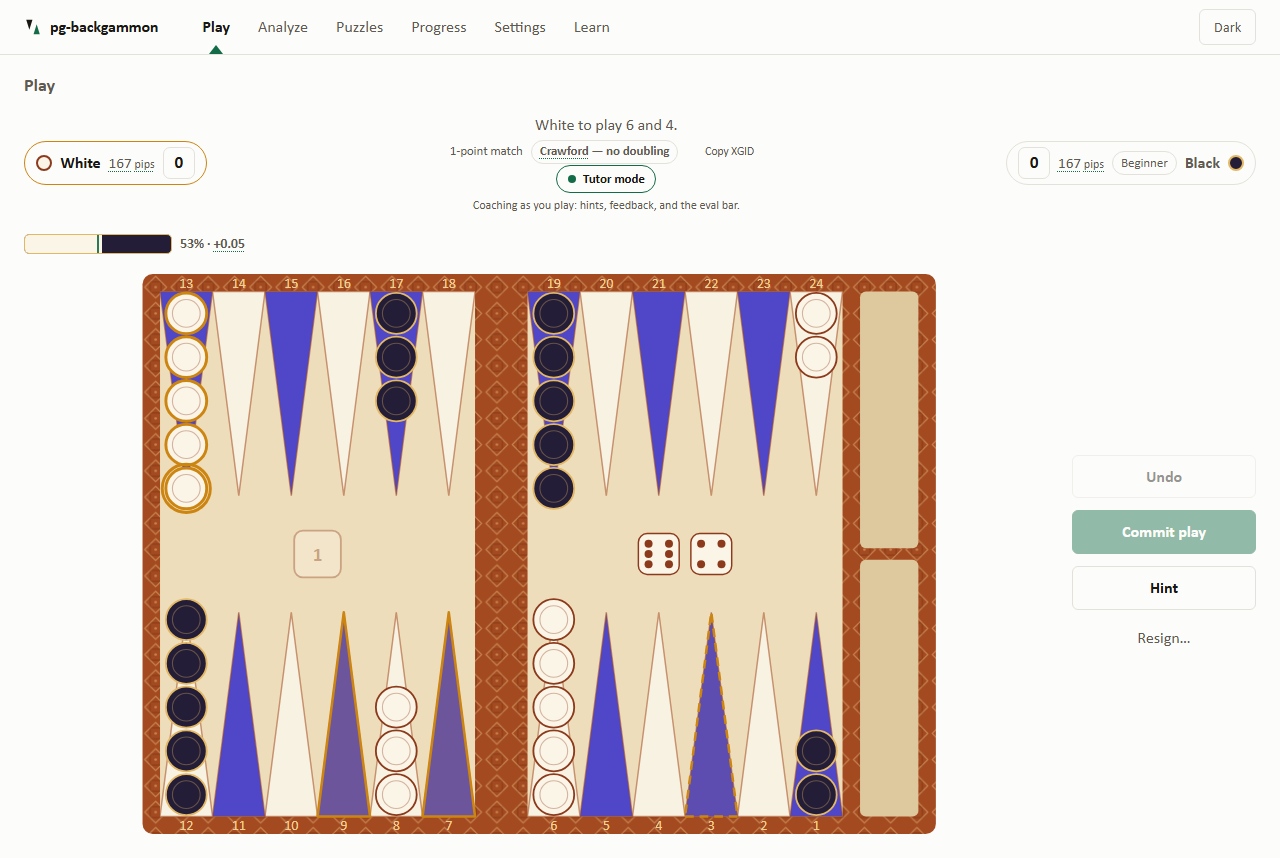 pg-backgammon Play Analyze Puzzles Progress Settings Learn Dark
Play
White to play 6 and 4.
White 167 pips 0
1-point match Crawford — no doubling Copy XGID
Tutor mode
Coaching as you play: hints, feedback, and the eval bar.
0 167 pips Beginner Black
53% · +0.05
13 14 15 16 17 18 19 20 21 22 23 24
1
12 11 10 9 8 7 6 5 4 3 2 1
Undo
Commit play
Hint
Resign...